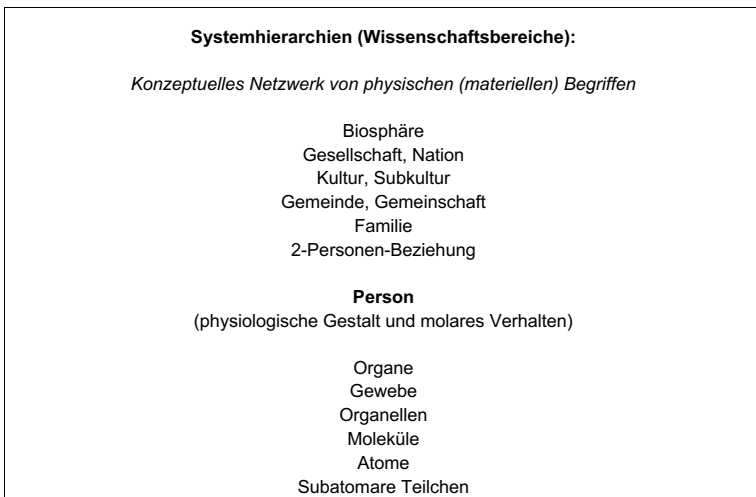 Systemhierarchien (Wissenschaftsbereiche):
Konzeptuelles Netzwerk von physischen (materiellen) Begriffen
Biosphäre
Gesellschaft, Nation
Kultur, Subkultur
Gemeinde, Gemeinschaft
Familie
2-Personen-Beziehung
Person
(physiologische Gestalt und molares Verhalten)
Organe
Gewebe
Organellen
Moleküle
Atome
Subatomare Teilchen